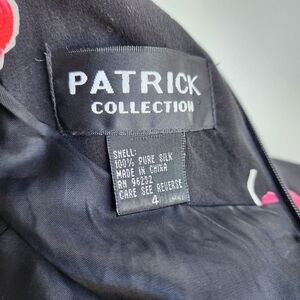 PATRICK
COLLECTION
SHELL:
100% PURE SILK
MADE IN CHINA
RN 96232
CARE SEE REVERSE
4